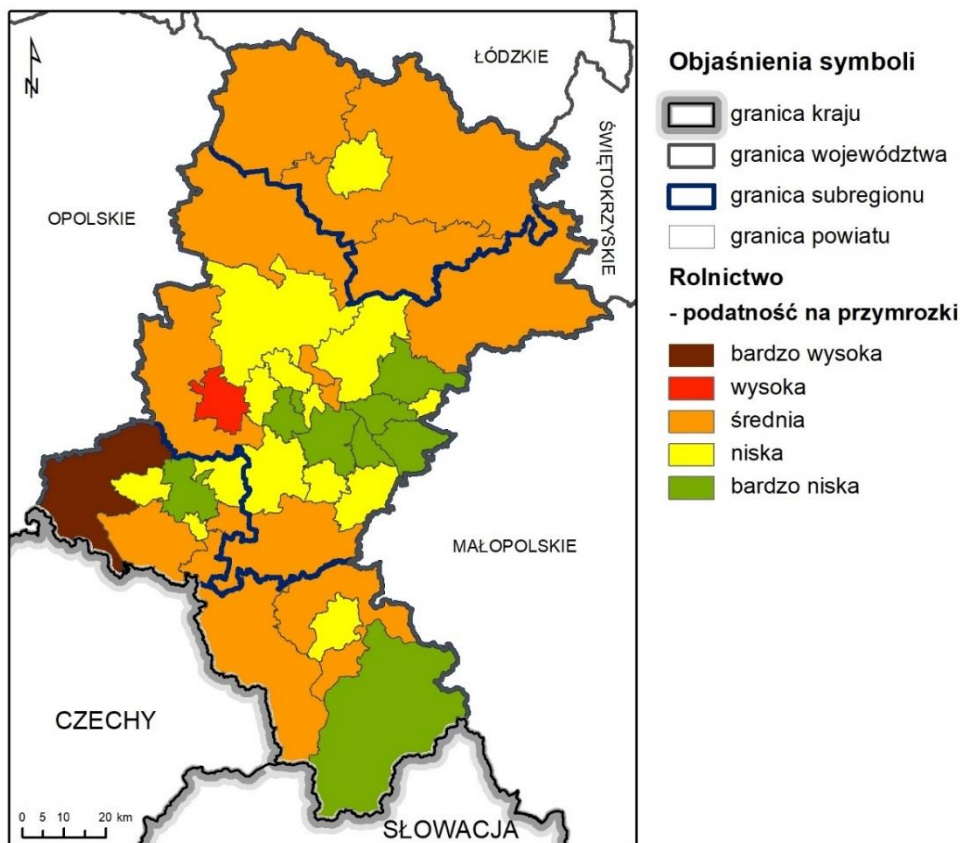 N
ŁÓDZKIE
ŚWIĘTOKRZYSKIE
OPOLSKIE
MAŁOPOLSKIE
CZECHY
SŁOWACJA
0 5 10 20 km
Objaśnienia symboli
granica kraju
granica województwa
granica subregionu
granica powiatu
Rolnictwo
- podatność na przymrozki
bardzo wysoka
wysoka
średnia
niska
bardzo niska